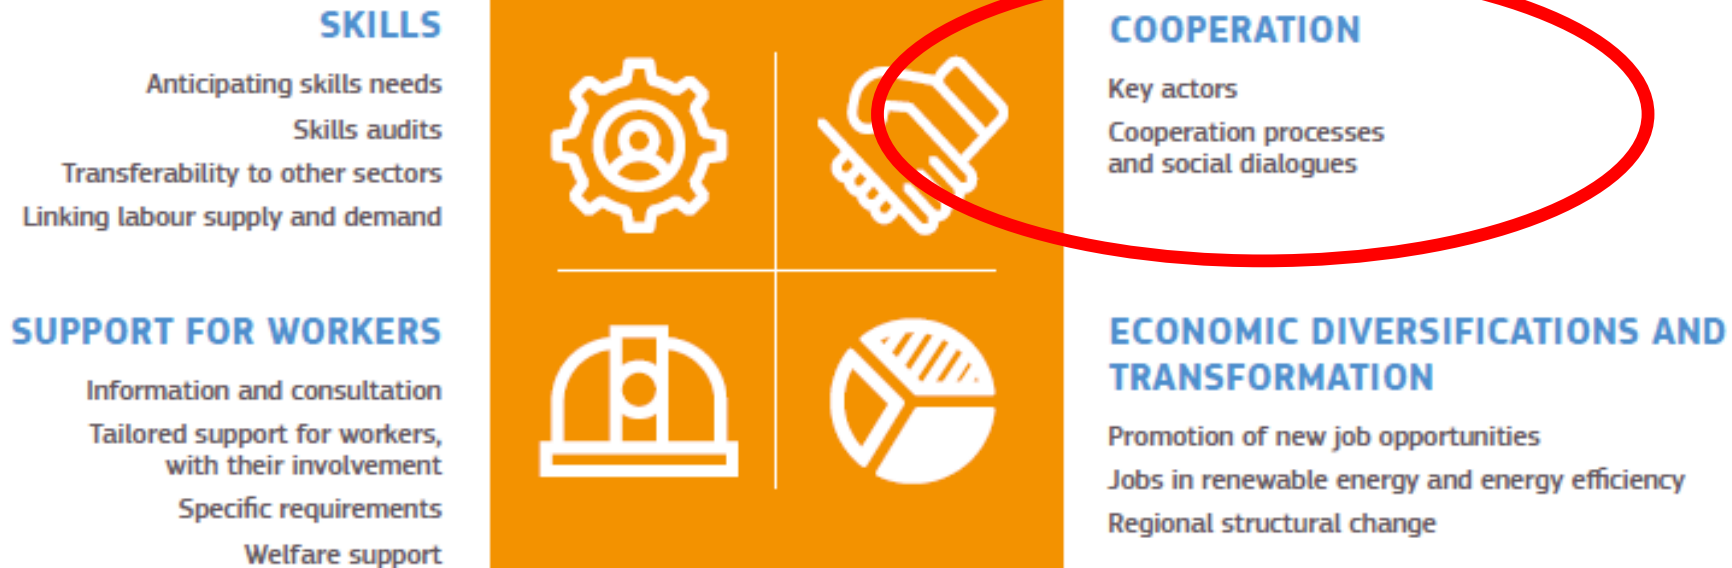 SKILLS
Anticipating skills needs
Skills audits
Transferability to other sectors
Linking labour supply and demand
COOPERATION
Key actors
Cooperation processes
and social dialogues
SUPPORT FOR WORKERS
Information and consultation
Tailored support for workers,
with their involvement
Specific requirements
Welfare support
ECONOMIC DIVERSIFICATIONS AND
TRANSFORMATION
Promotion of new job opportunities
Jobs in renewable energy and energy efficiency
Regional structural change